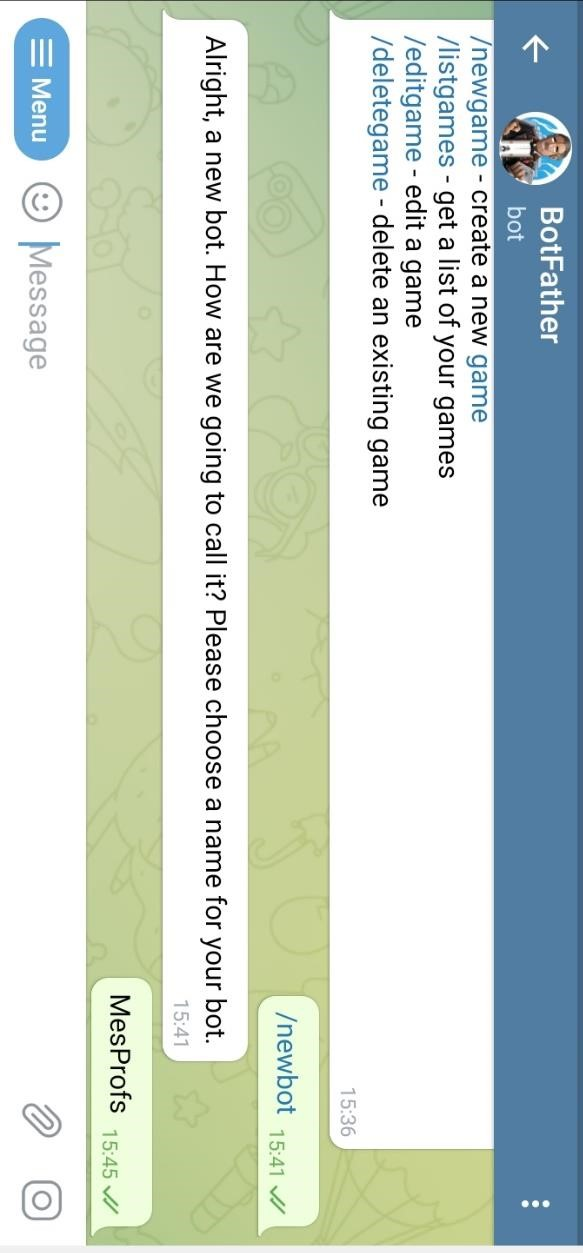 BotFather
bot
/newgame - create a new game
/listgames - get a list of your games
/editgame - edit a game
/deletegame - delete an existing game
15:36
/newbot 15:41
Alright, a new bot. How are we going to call it? Please choose a name for your bot.
15:41
MesProfs 15:45
Menu
Message